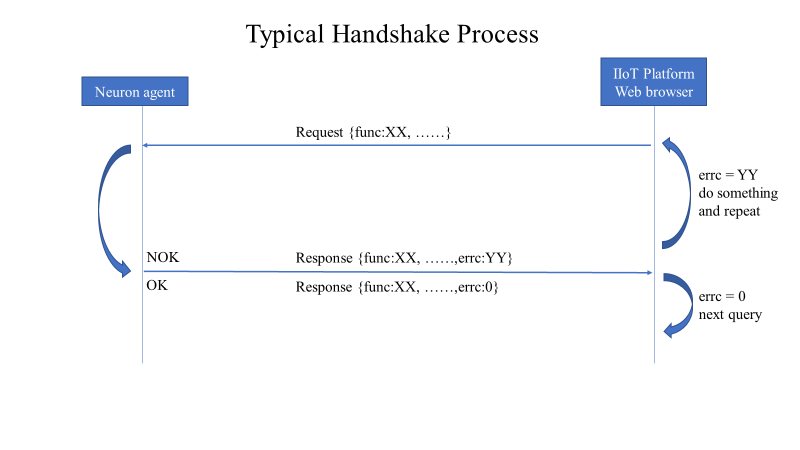 Typical Handshake Process
Neuron agent
IIoT Platform
Web browser
Request {func:XX, ……}
errc = YY
do something
and repeat
NOK
Response {func:XX, ……,errc:YY}
OK
Response {func:XX, ……,errc:0}
errc = 0
next query